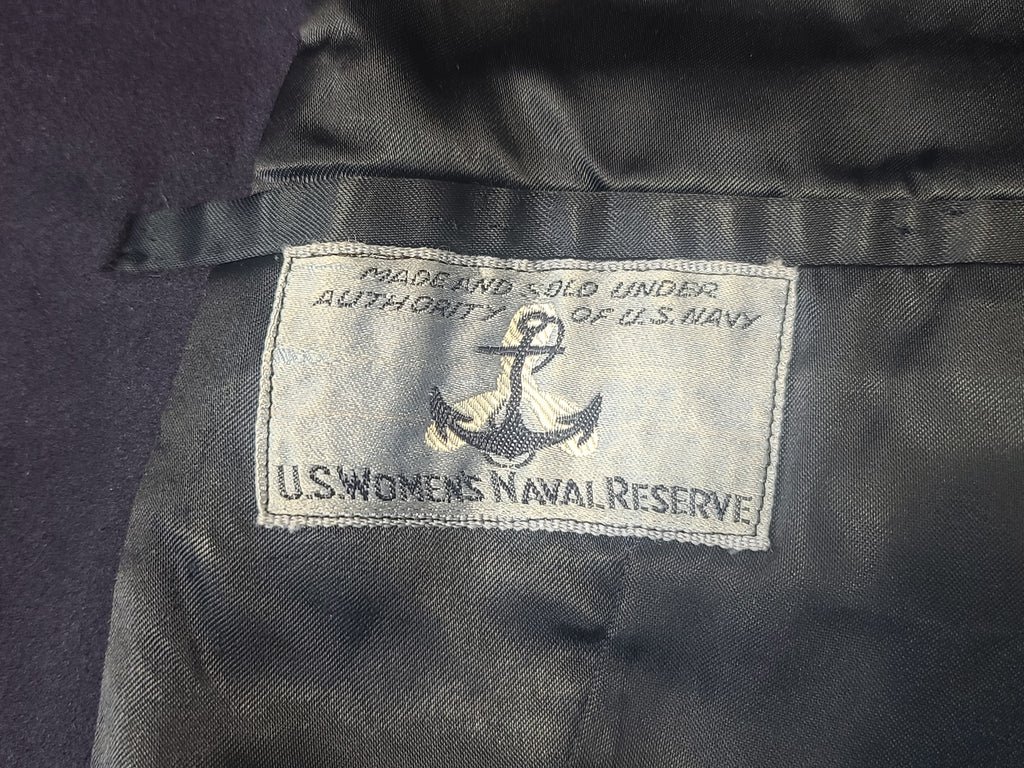 MADE AND SOLD UNDER
AUTHORITY OF U.S. NAVY
U.S. WOMEN'S NAVAL RESERVE